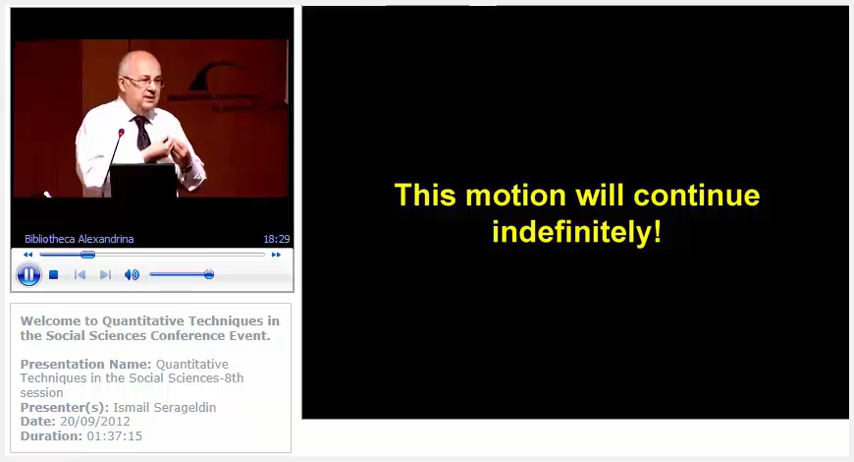 Bibliotheca Alexandrina
18:29
Welcome to Quantitative Techniques in
the Social Sciences Conference Event.
Presentation Name: Quantitative
Techniques in the Social Sciences-8th
session
Presenter(s): Ismail Serageldin
Date: 20/09/2012
Duration: 01:37:15
This motion will continue
indefinitely!